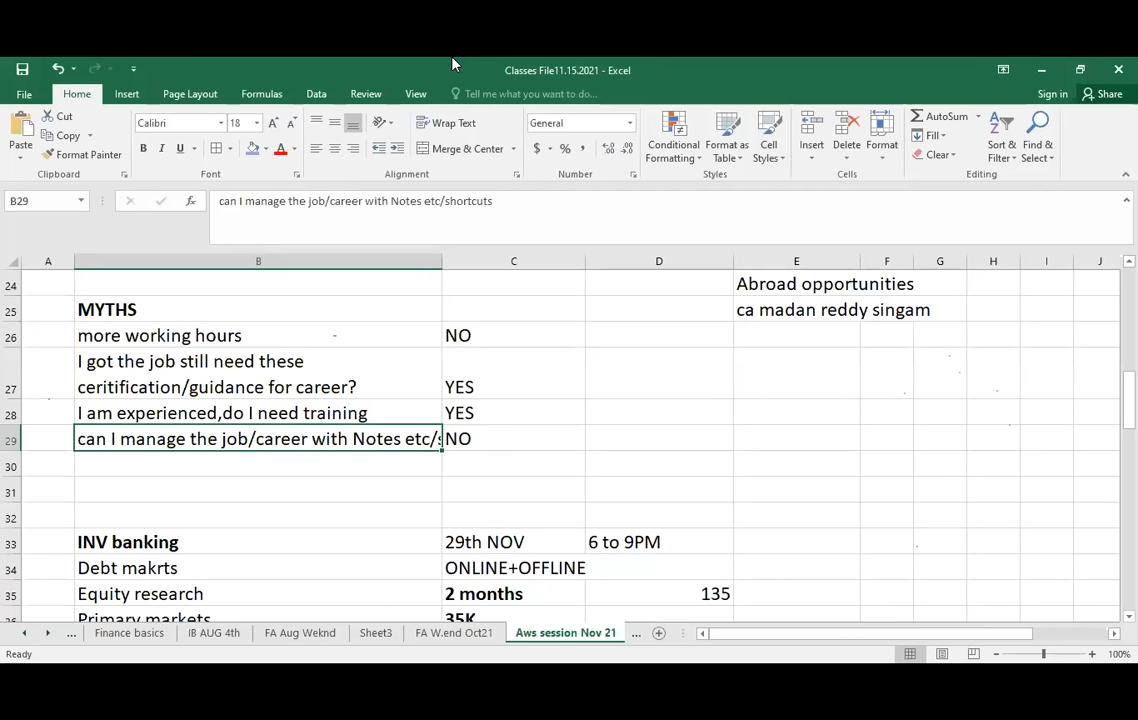 Classes File11.15.2021 - Excel
File Home Insert Page Layout Formulas Data Review View Tell me what you want to do... Sign in Share
Paste Cut Copy Format Painter
Calibri 18
B I U
Wrap Text
Merge & Center
General
$ % ,
Conditional Formatting Format as Table Cell Styles
Insert Delete Format
AutoSum Fill Clear
Sort & Filter Find & Select
Clipboard Font Alignment Number Styles Cells Editing
B29 fx can I manage the job/career with Notes etc/shortcuts
A B C D E F G H I J
24 Abroad opportunities
25 MYTHS ca madan reddy singam
26 more working hours NO
I got the job still need these
27 ceritification/guidance for career? YES
28 I am experienced,do I need training YES
29 can I manage the job/career with Notes etc/s NO
30
31
32
33 INV banking 29th NOV 6 to 9PM
34 Debt makrts ONLINE+OFFLINE
35 Equity research 2 months 135
36 Primary markets 35K
... Finance basics IB AUG 4th FA Aug Weknd Sheet3 FA W.end Oct21 Aws session Nov 21 ...
Ready 100%